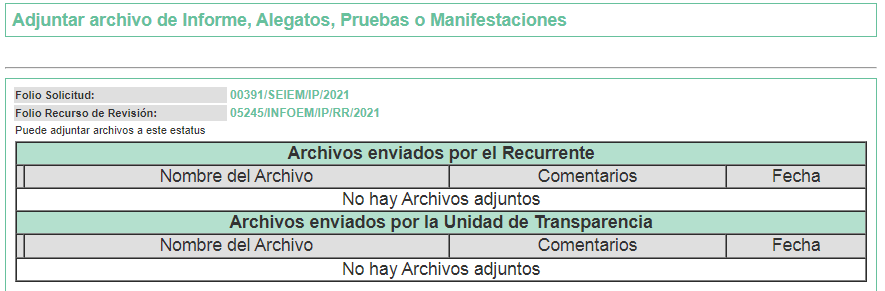 Adjuntar archivo de Informe, Alegatos, Pruebas o Manifestaciones
Folio Solicitud: 00391/SEIEM/IP/2021
Folio Recurso de Revisión: 05245/INFOEM/IP/RR/2021
Puede adjuntar archivos a este estatus
Archivos enviados por el Recurrente
Nombre del Archivo Comentarios Fecha
No hay Archivos adjuntos
Archivos enviados por la Unidad de Transparencia
Nombre del Archivo Comentarios Fecha
No hay Archivos adjuntos